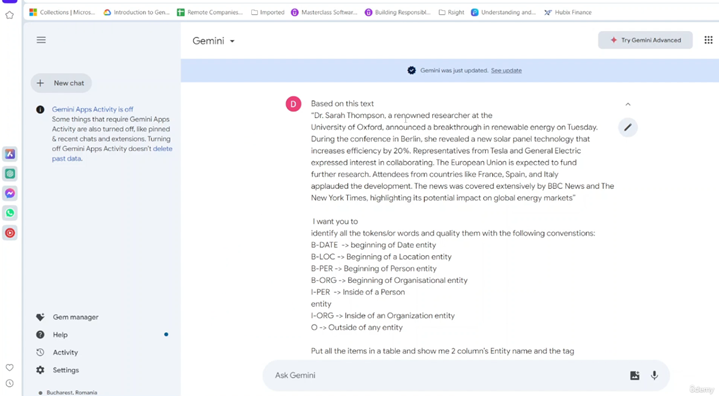 Collections | Micros...
Introduction to Gen...
Remote Companies...
Imported
Masterclass Softwar...
Building Responsibl...
Rsight
Understanding and...
Hubix Finance
Gemini
Try Gemini Advanced
Gemini was just updated. See update
New chat
Gemini Apps Activity is off
Some things that require Gemini Apps
Activity are also turned off, like pinned
& recent chats and extensions. Turning
off Gemini Apps Activity doesn't delete
past data.
D
Based on this text
"Dr. Sarah Thompson, a renowned researcher at the
University of Oxford, announced a breakthrough in renewable energy on Tuesday.
During the conference in Berlin, she revealed a new solar panel technology that
increases efficiency by 20%. Representatives from Tesla and General Electric
expressed interest in collaborating. The European Union is expected to fund
further research. Attendees from countries like France, Spain, and Italy
applauded the development. The news was covered extensively by BBC News and The
New York Times, highlighting its potential impact on global energy markets"
I want you to
identify all the tokens/or words and quality them with the following convenstions:
B-DATE -> beginning of Date entity
B-LOC -> Beginning of a Location entity
B-PER -> Beginning of Person entity
B-ORG -> Beginning of Organisational entity
I-PER -> Inside of a Person
entity
I-ORG -> Inside of an Organization entity
O -> Outside of any entity
Put all the items in a table and show me 2 column's Entity name and the tag
Gem manager
Help
Activity
Settings
Bucharest, Romania
Ask Gemini
Udemy